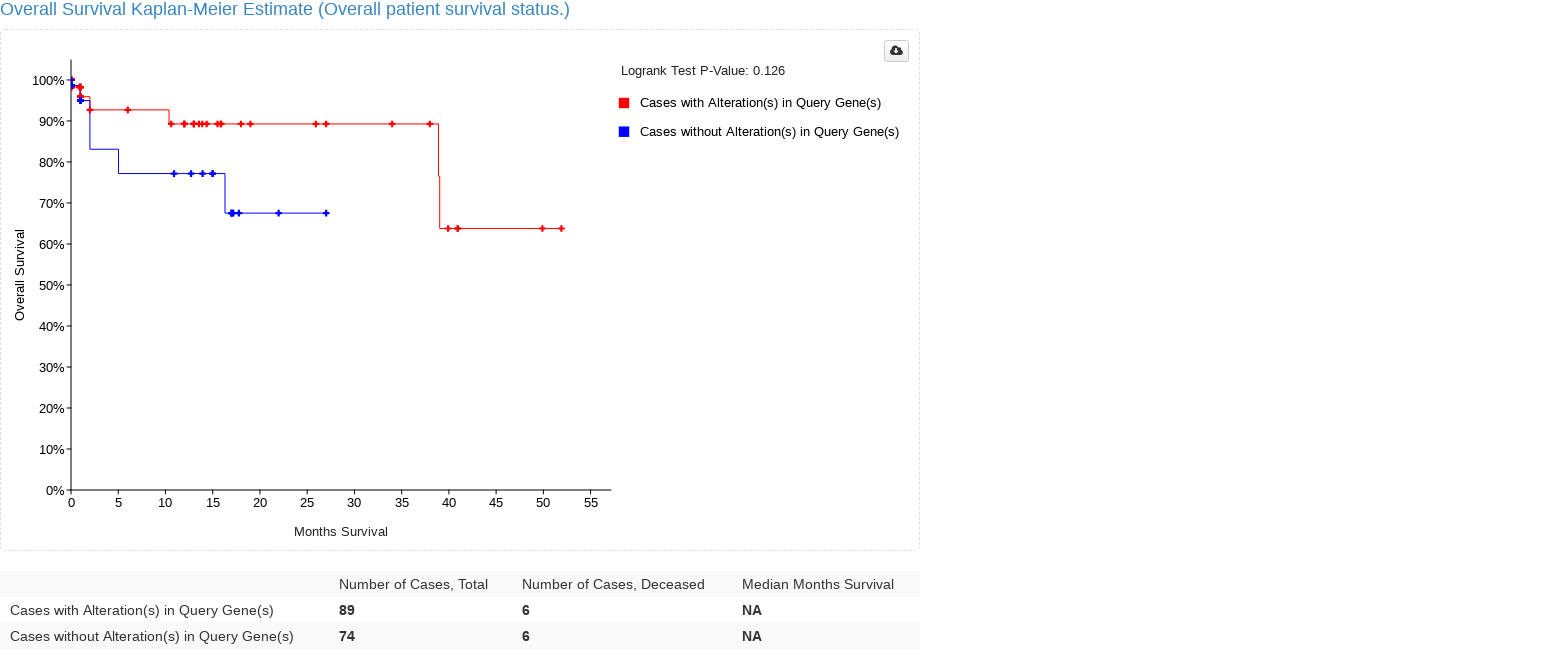 Overall Survival Kaplan-Meier Estimate (Overall patient survival status.)
Logrank Test P-Value: 0.126
Cases with Alteration(s) in Query Gene(s)
Cases without Alteration(s) in Query Gene(s)
100%
90%
80%
70%
60%
50%
40%
30%
20%
10%
0%
Overall Survival
0 5 10 15 20 25 30 35 40 45 50 55
Months Survival
Number of Cases, Total Number of Cases, Deceased Median Months Survival
Cases with Alteration(s) in Query Gene(s) 89 6 NA
Cases without Alteration(s) in Query Gene(s) 74 6 NA